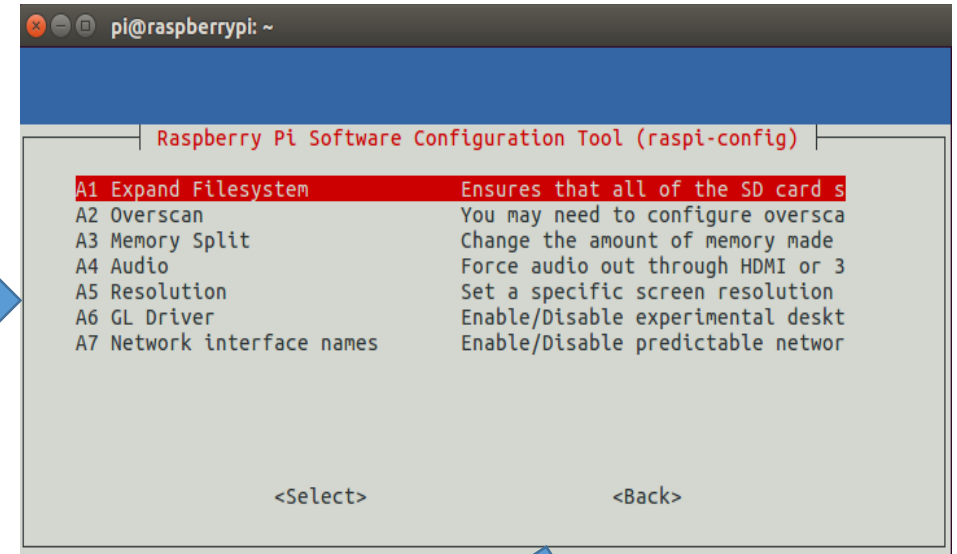 pi@raspberrypi: ~
Raspberry Pi Software Configuration Tool (raspi-config)
A1 Expand Filesystem Ensures that all of the SD card s
A2 Overscan You may need to configure oversca
A3 Memory Split Change the amount of memory made
A4 Audio Force audio out through HDMI or 3
A5 Resolution Set a specific screen resolution
A6 GL Driver Enable/Disable experimental deskt
A7 Network interface names Enable/Disable predictable networ
<Select> <Back>